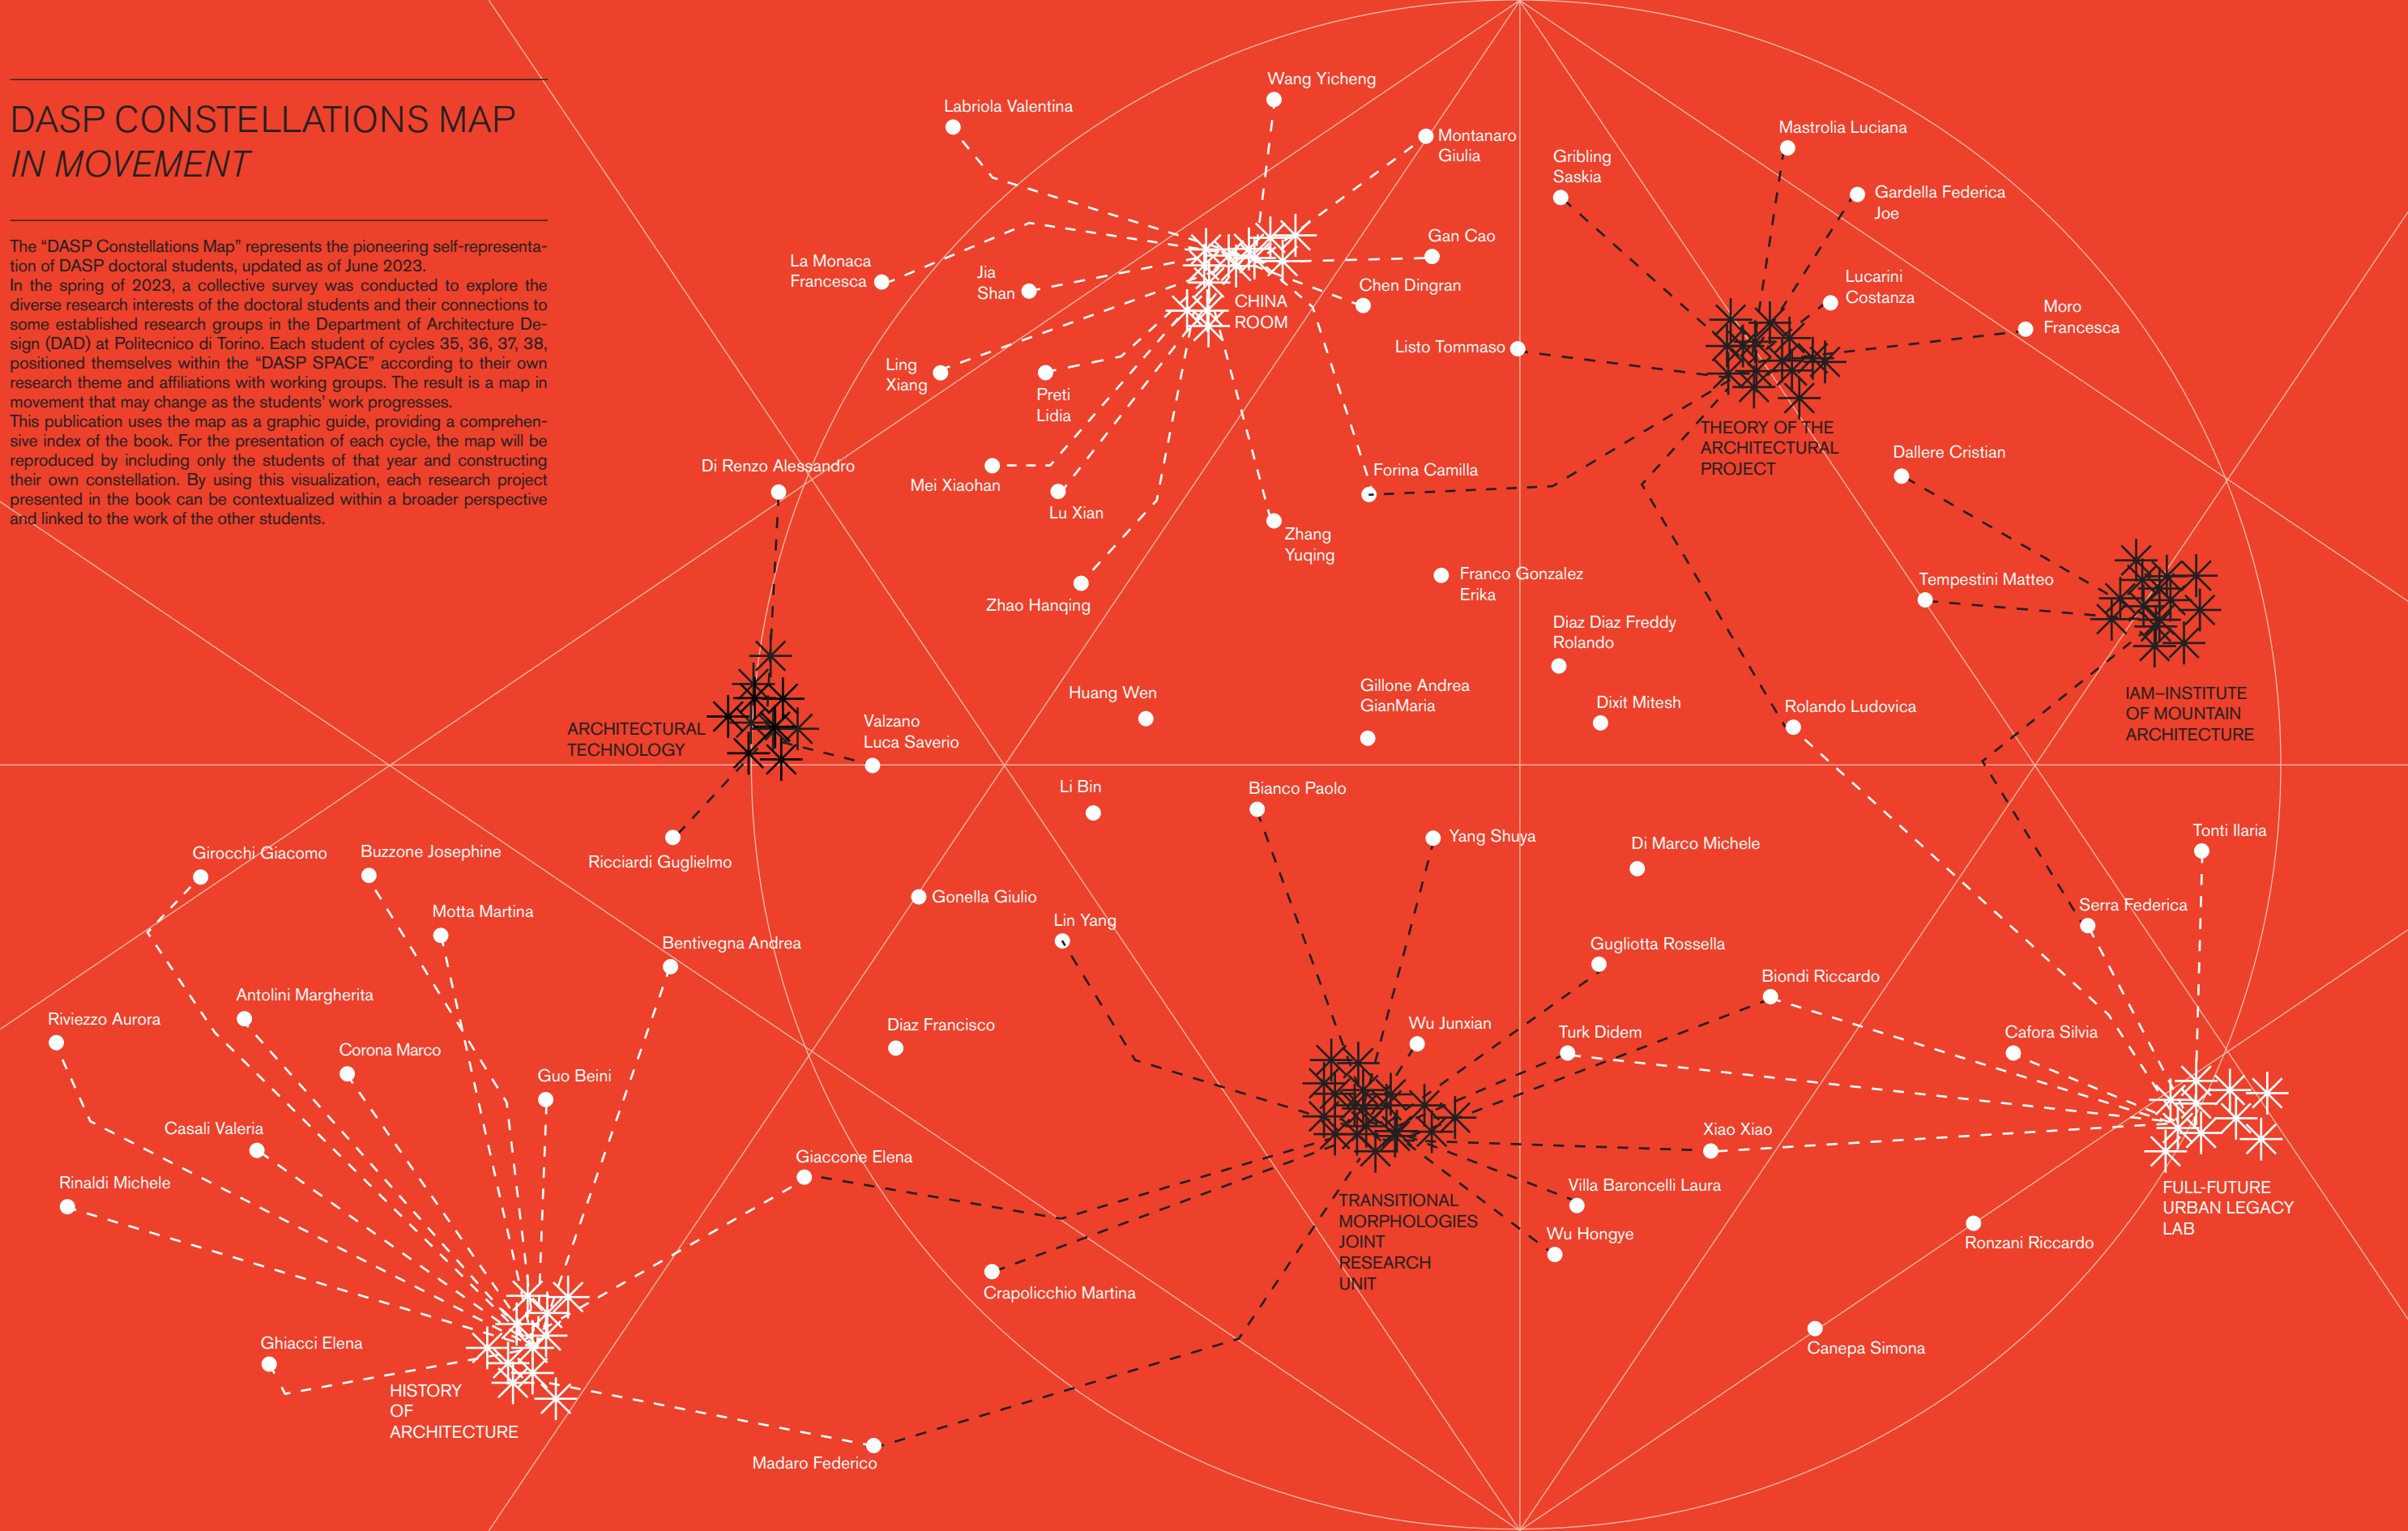 DASP CONSTELLATIONS MAP
IN MOVEMENT
The “DASP Constellations Map” represents the pioneering self-representa-
tion of DASP doctoral students, updated as of June 2023.
In the spring of 2023, a collective survey was conducted to explore the
diverse research interests of the doctoral students and their connections to
some established research groups in the Department of Architecture De-
sign (DAD) at Politecnico di Torino. Each student of cycles 35, 36, 37, 38,
positioned themselves within the “DASP SPACE” according to their own
research theme and affiliations with working groups. The result is a map in
movement that may change as the students’ work progresses.
This publication uses the map as a graphic guide, providing a comprehen-
sive index of the book. For the presentation of each cycle, the map will be
reproduced by including only the students of that year and constructing
their own constellation. By using this visualization, each research project
presented in the book can be contextualized within a broader perspective
and linked to the work of the other students.
Labriola Valentina
Wang Yicheng
Montanaro
Giulia
La Monaca
Francesca
Jia
Shan
Gan Cao
Chen Dingran
CHINA
ROOM
Ling
Xiang
Preti
Lidia
Mei Xiaohan
Lu Xian
Zhang
Yuqing
Zhao Hanqing
Forina Camilla
Gribling
Saskia
Mastrolia Luciana
Gardella Federica
Joe
Lucarini
Costanza
Moro
Francesca
Listo Tommaso
THEORY OF THE
ARCHITECTURAL
PROJECT
Dallere Cristian
Tempestini Matteo
IAM–INSTITUTE
OF MOUNTAIN
ARCHITECTURE
Di Renzo Alessandro
ARCHITECTURAL
TECHNOLOGY
Valzano
Luca Saverio
Ricciardi Guglielmo
Franco Gonzalez
Erika
Diaz Diaz Freddy
Rolando
Huang Wen
Gillone Andrea
GianMaria
Dixit Mitesh
Rolando Ludovica
Li Bin
Bianco Paolo
Yang Shuya
Di Marco Michele
Tonti Ilaria
Serra Federica
Girocchi Giacomo
Buzzone Josephine
Motta Martina
Bentivegna Andrea
Gonella Giulio
Lin Yang
Gugliotta Rossella
Biondi Riccardo
Antolini Margherita
Riviezzo Aurora
Corona Marco
Guo Beini
Diaz Francisco
Wu Junxian
Turk Didem
Cafora Silvia
Casali Valeria
Rinaldi Michele
Giaccone Elena
Xiao Xiao
Villa Baroncelli Laura
Wu Hongye
TRANSITIONAL
MORPHOLOGIES
JOINT
RESEARCH
UNIT
FULL-FUTURE
URBAN LEGACY
LAB
Ronzani Riccardo
Crapolicchio Martina
Canepa Simona
Ghiacci Elena
HISTORY
OF
ARCHITECTURE
Madaro Federico